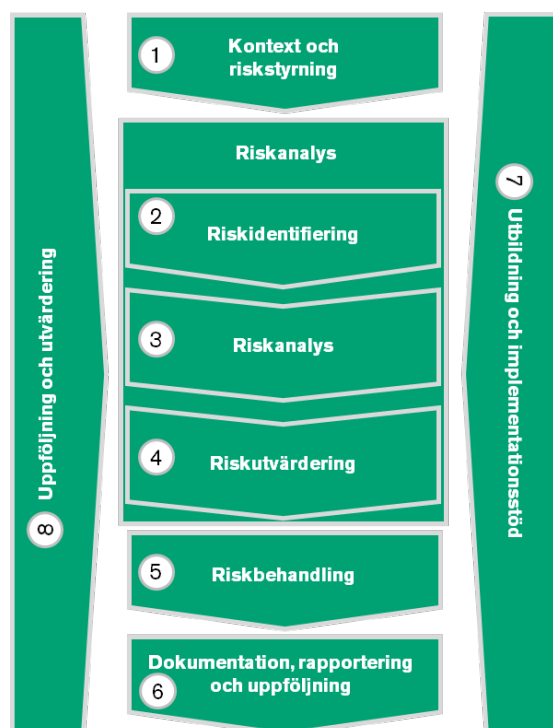 1
Kontext och
riskstyrning
Riskanalys
2
Riskidentifiering
3
Riskanalys
4
Riskutvärdering
5
Riskbehandling
Dokumentation, rapportering
6
och uppföljning
7
Utbildning och implementationsstöd
8
Uppföljning och utvärdering